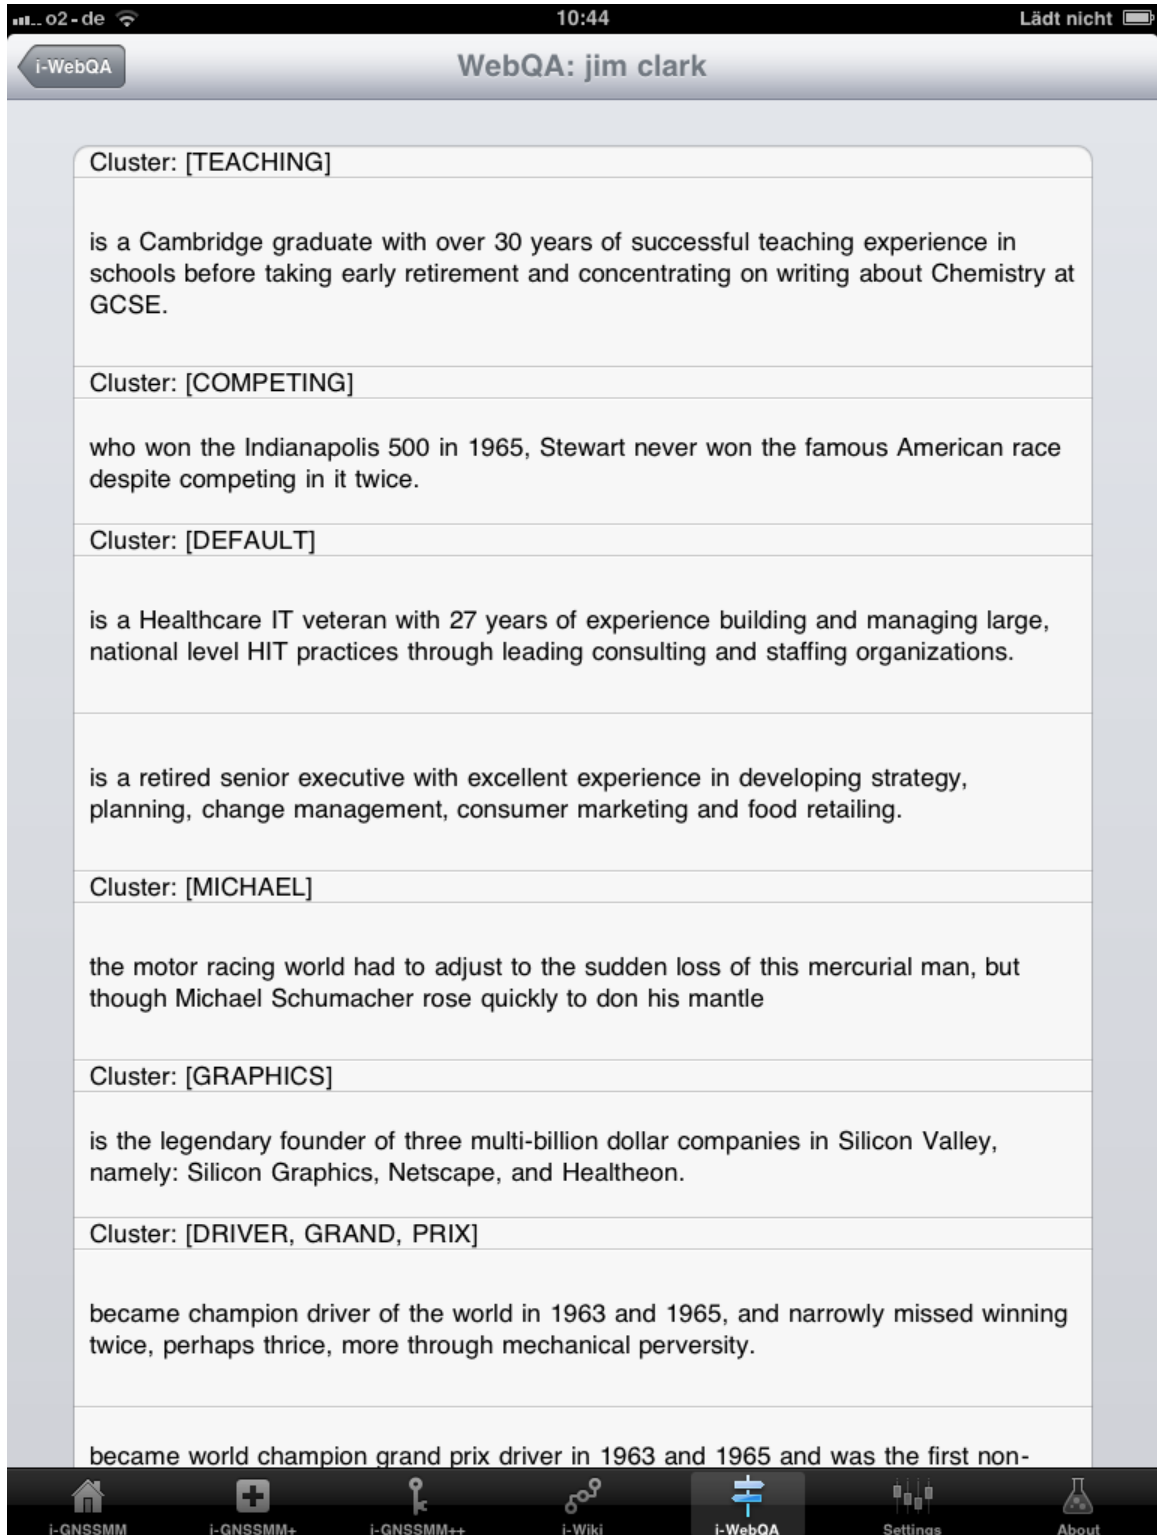 o2-de 10:44 Lädt nicht
i-WebQA WebQA: jim clark
Cluster: [TEACHING]
is a Cambridge graduate with over 30 years of successful teaching experience in
schools before taking early retirement and concentrating on writing about Chemistry at
GCSE.
Cluster: [COMPETING]
who won the Indianapolis 500 in 1965, Stewart never won the famous American race
despite competing in it twice.
Cluster: [DEFAULT]
is a Healthcare IT veteran with 27 years of experience building and managing large,
national level HIT practices through leading consulting and staffing organizations.
is a retired senior executive with excellent experience in developing strategy,
planning, change management, consumer marketing and food retailing.
Cluster: [MICHAEL]
the motor racing world had to adjust to the sudden loss of this mercurial man, but
though Michael Schumacher rose quickly to don his mantle
Cluster: [GRAPHICS]
is the legendary founder of three multi-billion dollar companies in Silicon Valley,
namely: Silicon Graphics, Netscape, and Healtheon.
Cluster: [DRIVER, GRAND, PRIX]
became champion driver of the world in 1963 and 1965, and narrowly missed winning
twice, perhaps thrice, more through mechanical perversity.
became world champion grand prix driver in 1963 and 1965 and was the first non-
i-GNSSMM i-GNSSMM+ i-GNSSMM++ i-Wiki i-WebQA Settings About